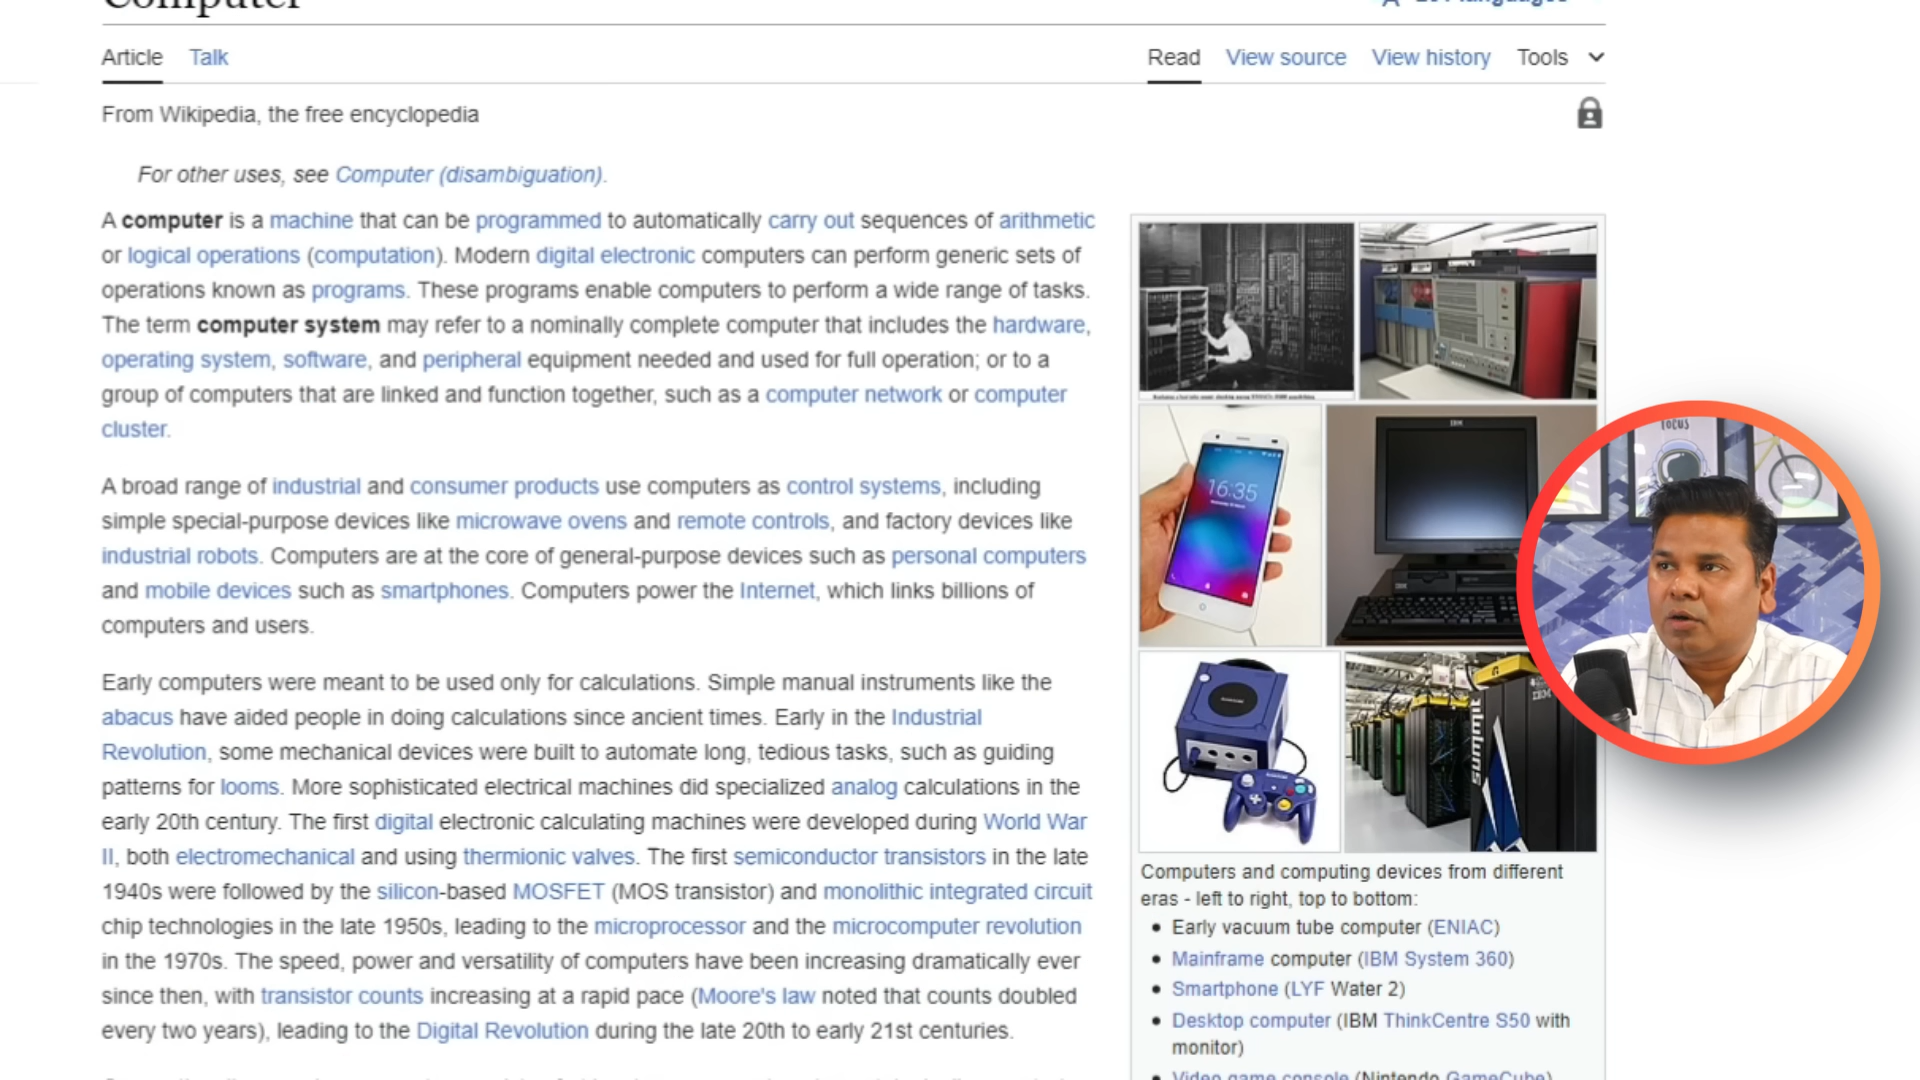 Computer
Article Talk Read View source View history Tools
From Wikipedia, the free encyclopedia
For other uses, see Computer (disambiguation).
A computer is a machine that can be programmed to automatically carry out sequences of arithmetic
or logical operations (computation). Modern digital electronic computers can perform generic sets of
operations known as programs. These programs enable computers to perform a wide range of tasks.
The term computer system may refer to a nominally complete computer that includes the hardware,
operating system, software, and peripheral equipment needed and used for full operation; or to a
group of computers that are linked and function together, such as a computer network or computer
cluster.
A broad range of industrial and consumer products use computers as control systems, including
simple special-purpose devices like microwave ovens and remote controls, and factory devices like
industrial robots. Computers are at the core of general-purpose devices such as personal computers
and mobile devices such as smartphones. Computers power the Internet, which links billions of
computers and users.
Early computers were meant to be used only for calculations. Simple manual instruments like the
abacus have aided people in doing calculations since ancient times. Early in the Industrial
Revolution, some mechanical devices were built to automate long, tedious tasks, such as guiding
patterns for looms. More sophisticated electrical machines did specialized analog calculations in the
early 20th century. The first digital electronic calculating machines were developed during World War
II, both electromechanical and using thermionic valves. The first semiconductor transistors in the late
1940s were followed by the silicon-based MOSFET (MOS transistor) and monolithic integrated circuit
chip technologies in the late 1950s, leading to the microprocessor and the microcomputer revolution
in the 1970s. The speed, power and versatility of computers have been increasing dramatically ever
since then, with transistor counts increasing at a rapid pace (Moore's law noted that counts doubled
every two years), leading to the Digital Revolution during the late 20th to early 21st centuries.
16:35
IBM
IBM
Computers and computing devices from different
eras - left to right, top to bottom:
• Early vacuum tube computer (ENIAC)
• Mainframe computer (IBM System 360)
• Smartphone (LYF Water 2)
• Desktop computer (IBM ThinkCentre S50 with
monitor)
Video game console (Nintendo GameCube)
focus